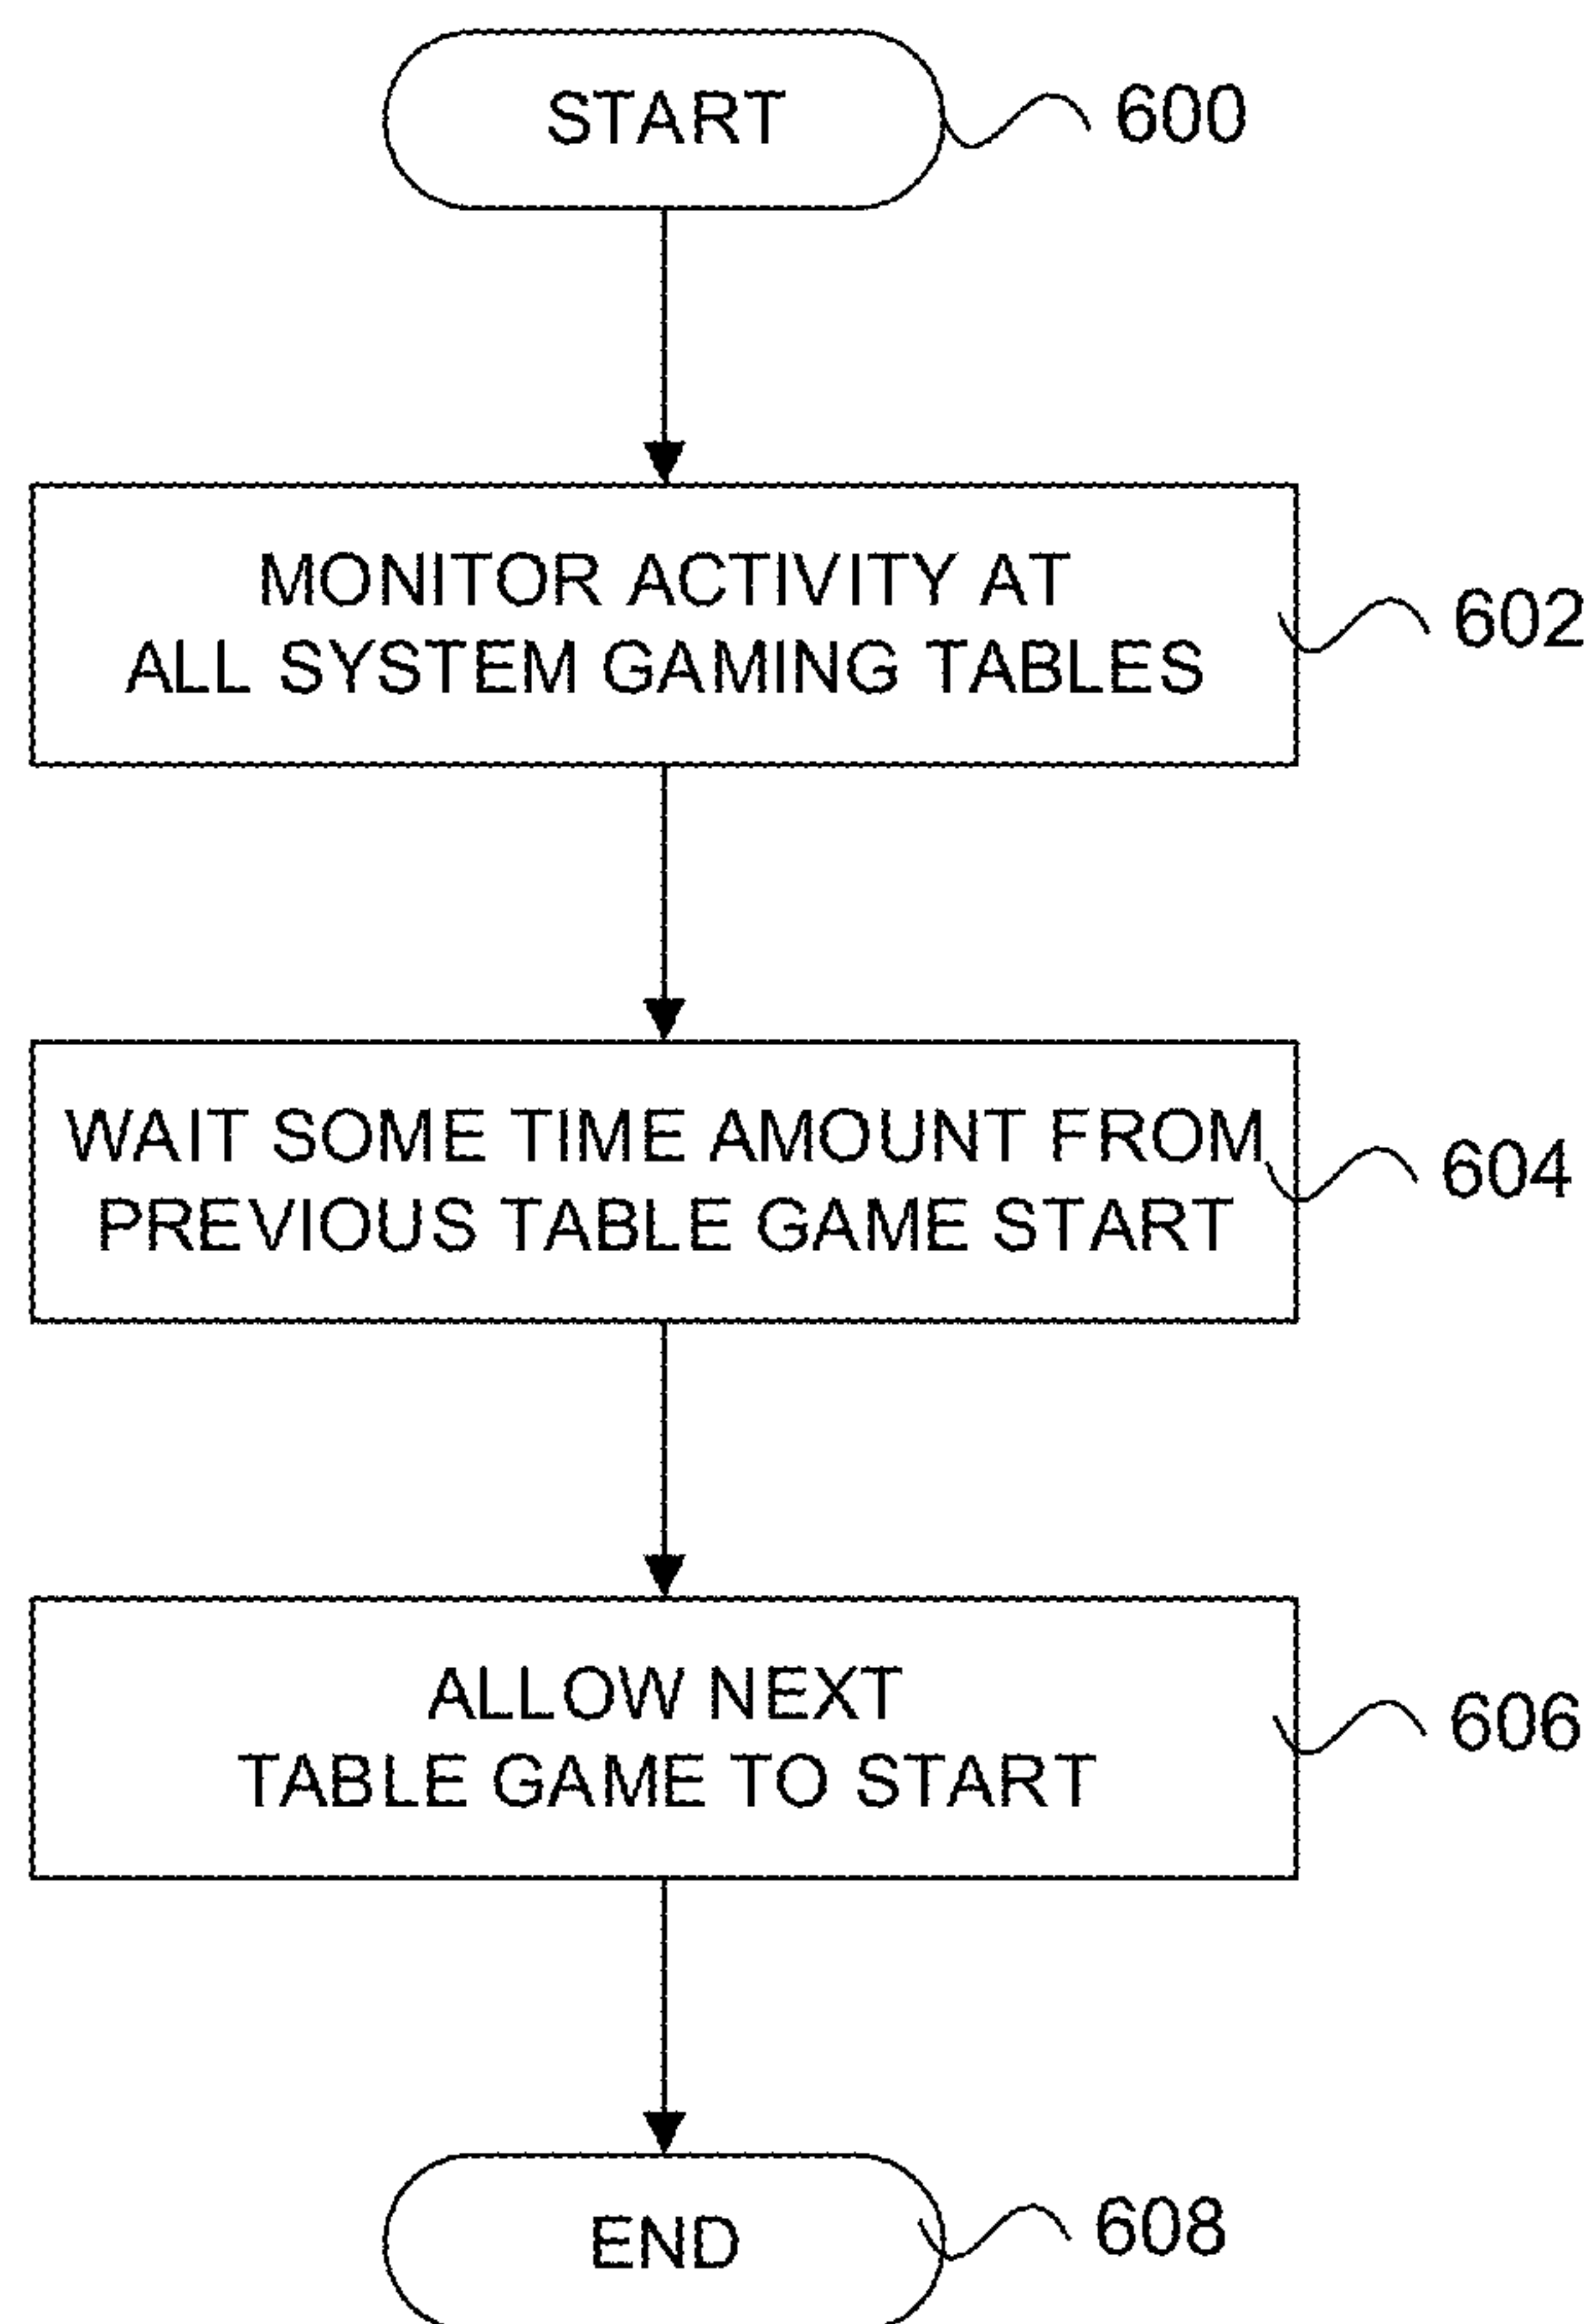 START
600
MONITOR ACTIVITY AT
ALL SYSTEM GAMING TABLES
602
WAIT SOME TIME AMOUNT FROM
PREVIOUS TABLE GAME START
604
ALLOW NEXT
TABLE GAME TO START
606
END
608